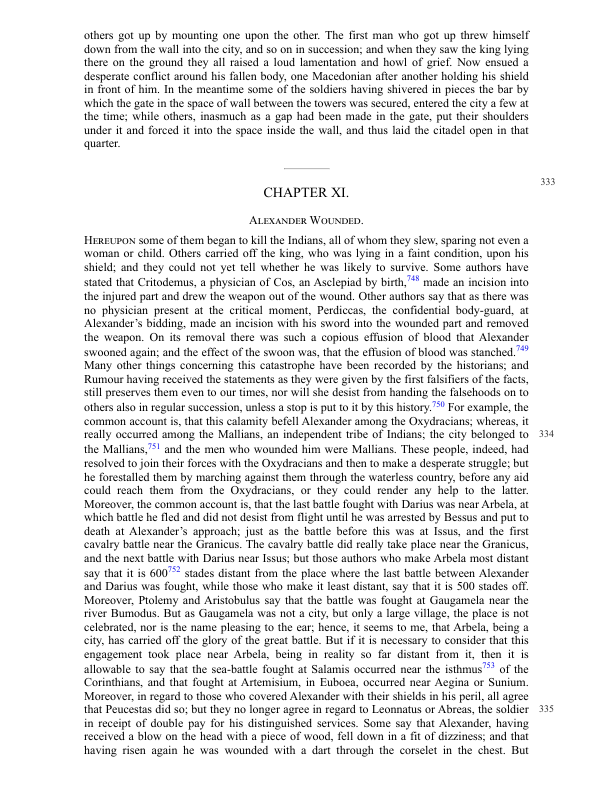 others got up by mounting one upon the other. The first man who got up threw himself
down from the wall into the city, and so on in succession; and when they saw the king lying
there on the ground they all raised a loud lamentation and howl of grief. Now ensued a
desperate conflict around his fallen body, one Macedonian after another holding his shield
in front of him. In the meantime some of the soldiers having shivered in pieces the bar by
which the gate in the space of wall between the towers was secured, entered the city a few at
the time; while others, inasmuch as a gap had been made in the gate, put their shoulders
under it and forced it into the space inside the wall, and thus laid the citadel open in that
quarter.
333
CHAPTER XI.
Alexander Wounded.
Hereupon some of them began to kill the Indians, all of whom they slew, sparing not even a
woman or child. Others carried off the king, who was lying in a faint condition, upon his
shield; and they could not yet tell whether he was likely to survive. Some authors have
stated that Critodemus, a physician of Cos, an Asclepiad by birth,748 made an incision into
the injured part and drew the weapon out of the wound. Other authors say that as there was
no physician present at the critical moment, Perdiccas, the confidential body-guard, at
Alexander's bidding, made an incision with his sword into the wounded part and removed
the weapon. On its removal there was such a copious effusion of blood that Alexander
swooned again; and the effect of the swoon was, that the effusion of blood was stanched.749
Many other things concerning this catastrophe have been recorded by the historians; and
Rumour having received the statements as they were given by the first falsifiers of the facts,
still preserves them even to our times, nor will she desist from handing the falsehoods on to
others also in regular succession, unless a stop is put to it by this history.750 For example, the
common account is, that this calamity befell Alexander among the Oxydracians; whereas, it
really occurred among the Mallians, an independent tribe of Indians; the city belonged to 334
the Mallians,751 and the men who wounded him were Mallians. These people, indeed, had
resolved to join their forces with the Oxydracians and then to make a desperate struggle; but
he forestalled them by marching against them through the waterless country, before any aid
could reach them from the Oxydracians, or they could render any help to the latter.
Moreover, the common account is, that the last battle fought with Darius was near Arbela, at
which battle he fled and did not desist from flight until he was arrested by Bessus and put to
death at Alexander's approach; just as the battle before this was at Issus, and the first
cavalry battle near the Granicus. The cavalry battle did really take place near the Granicus,
and the next battle with Darius near Issus; but those authors who make Arbela most distant
say that it is 600752 stades distant from the place where the last battle between Alexander
and Darius was fought, while those who make it least distant, say that it is 500 stades off.
Moreover, Ptolemy and Aristobulus say that the battle was fought at Gaugamela near the
river Bumodus. But as Gaugamela was not a city, but only a large village, the place is not
celebrated, nor is the name pleasing to the ear; hence, it seems to me, that Arbela, being a
city, has carried off the glory of the great battle. But if it is necessary to consider that this
engagement took place near Arbela, being in reality so far distant from it, then it is
allowable to say that the sea-battle fought at Salamis occurred near the isthmus753 of the
Corinthians, and that fought at Artemisium, in Euboea, occurred near Aegina or Sunium.
Moreover, in regard to those who covered Alexander with their shields in his peril, all agree
that Peucestas did so; but they no longer agree in regard to Leonnatus or Abreas, the soldier 335
in receipt of double pay for his distinguished services. Some say that Alexander, having
received a blow on the head with a piece of wood, fell down in a fit of dizziness; and that
having risen again he was wounded with a dart through the corselet in the chest. But